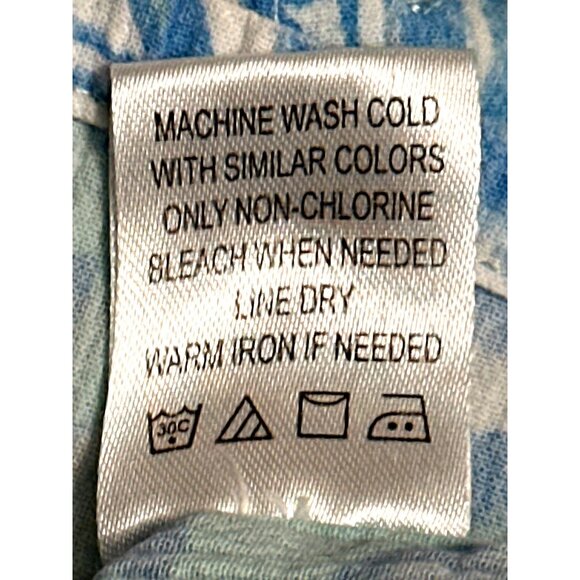 MACHINE WASH COLD
WITH SIMILAR COLORS
ONLY NON-CHLORINE
BLEACH WHEN NEEDED
LINE DRY
WARM IRON IF NEEDED
30C